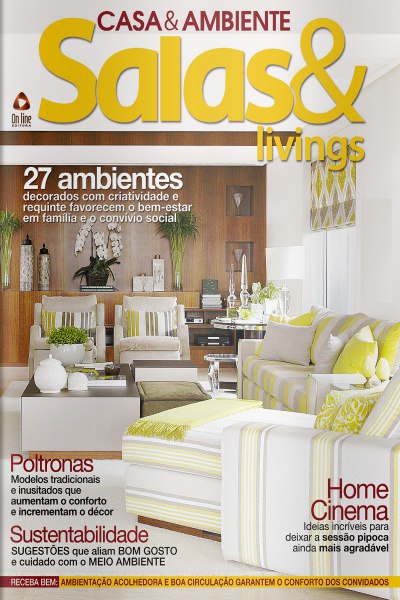 CASA&AMBIENTE
Salas&
livings
On line
EDITORA
27 ambientes
decorados com criatividade e
requinte favorecem o bem-estar
em família e o convívio social
Poltronas
Modelos tradicionais
e inusitados que
aumentam o conforto
e incrementam o décor
Sustentabilidade
SUGESTÕES que aliam BOM GOSTO
e cuidado com o MEIO AMBIENTE
Home
Cinema
Ideias incríveis para
deixar a sessão pipoca
ainda mais agradável
RECEBA BEM: AMBIENTAÇÃO ACOLHEDORA E BOA CIRCULAÇÃO GARANTEM O CONFORTO DOS CONVIDADOS